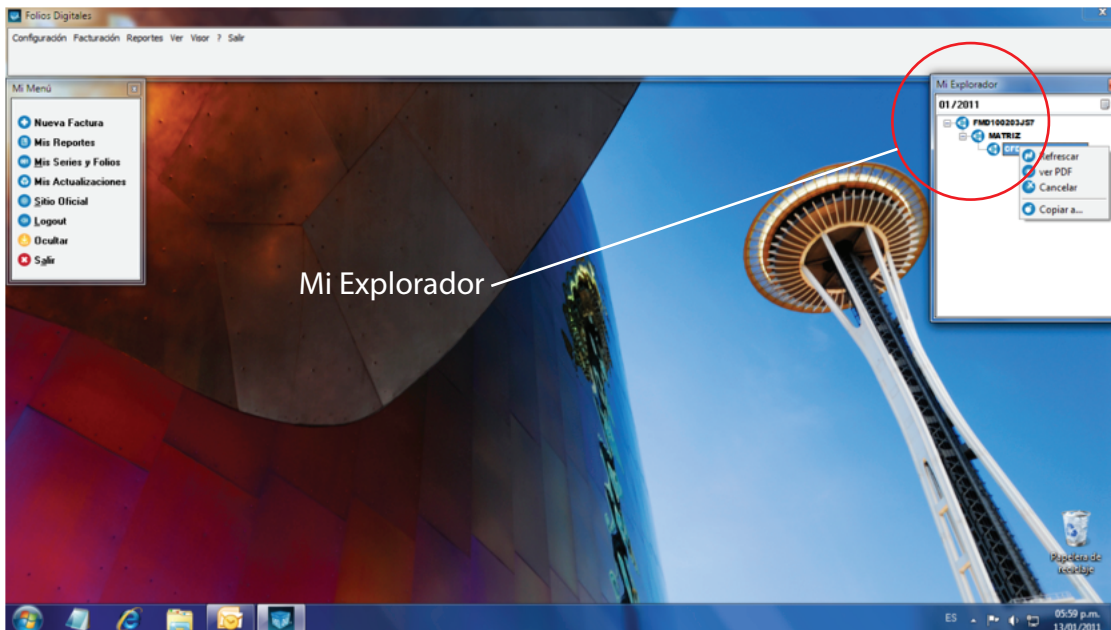 Folios Digitales
Configuración Facturación Reportes Ver Visor ? Salir
Mi Menú
Nueva Factura
Mis Reportes
Mis Series y Folios
Mis Actualizaciones
Sitio Oficial
Logout
Ocultar
Salir
Mi Explorador
01/2011
FMD100203JS7
MATRIZ
Refrescar
ver PDF
Cancelar
Copiar a...
Mi Explorador
Papelera de
reciclaje
ES
05:59 p.m.
13/01/2011